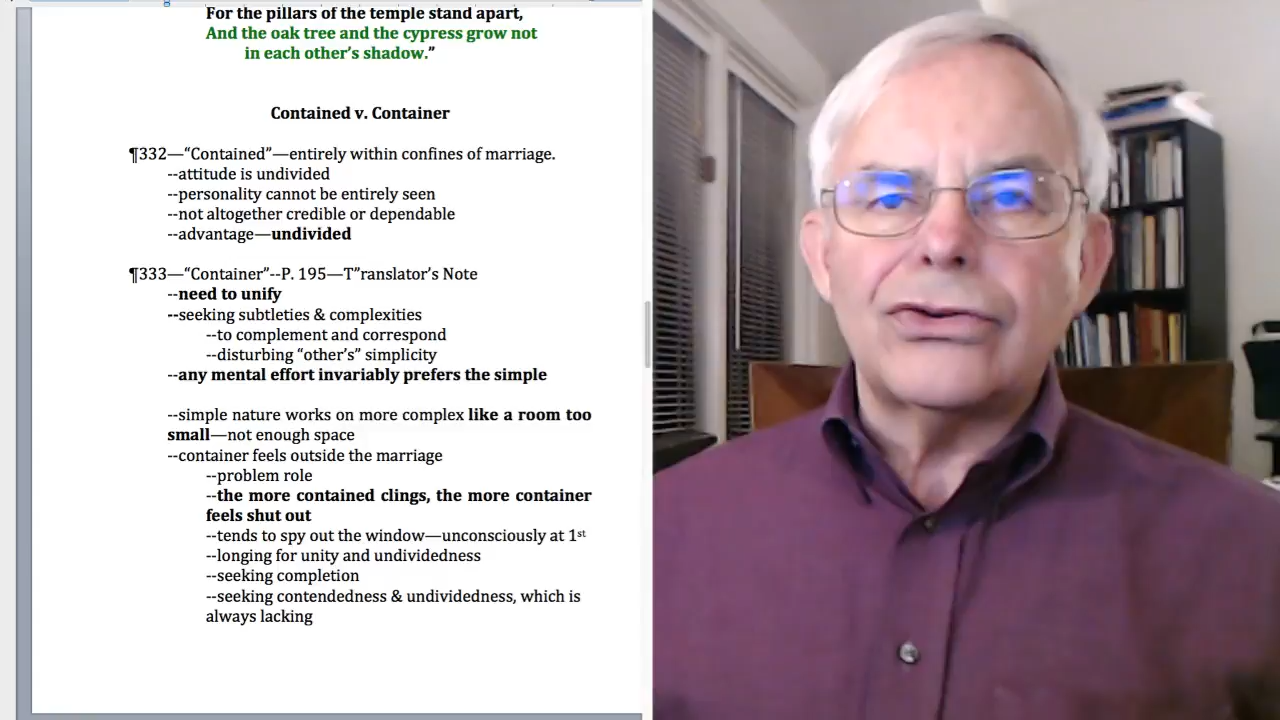 For the pillars of the temple stand apart,
And the oak tree and the cypress grow not
in each other’s shadow.”
Contained v. Container
¶332—“Contained”—entirely within confines of marriage.
--attitude is undivided
--personality cannot be entirely seen
--not altogether credible or dependable
--advantage—undivided
¶333—“Container”--P. 195—T”ranslator’s Note
--need to unify
--seeking subtleties & complexities
--to complement and correspond
--disturbing “other’s” simplicity
--any mental effort invariably prefers the simple
--simple nature works on more complex like a room too
small—not enough space
--container feels outside the marriage
--problem role
--the more contained clings, the more container
feels shut out
--tends to spy out the window—unconsciously at 1st
--longing for unity and undividedness
--seeking completion
--seeking contendedness & undividedness, which is
always lacking